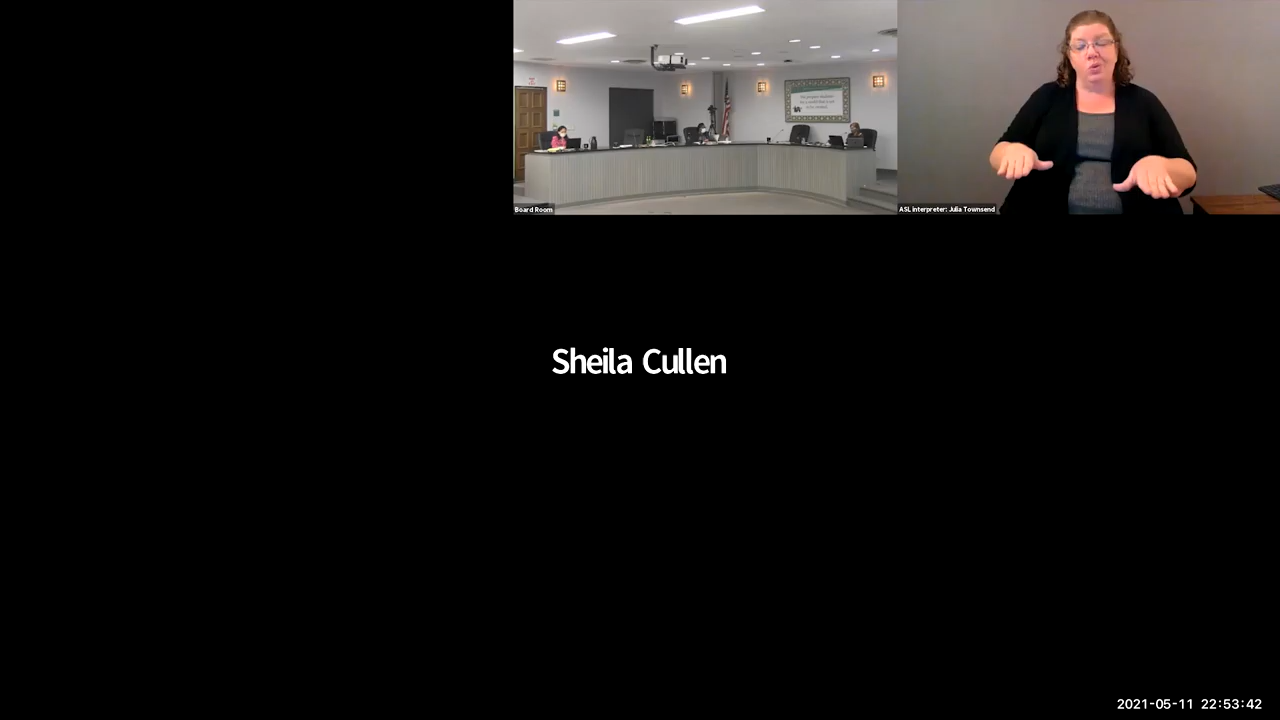 Board Room
ASL interpreter: Julia Townsend
Sheila Cullen
2021-05-11 22:53:42